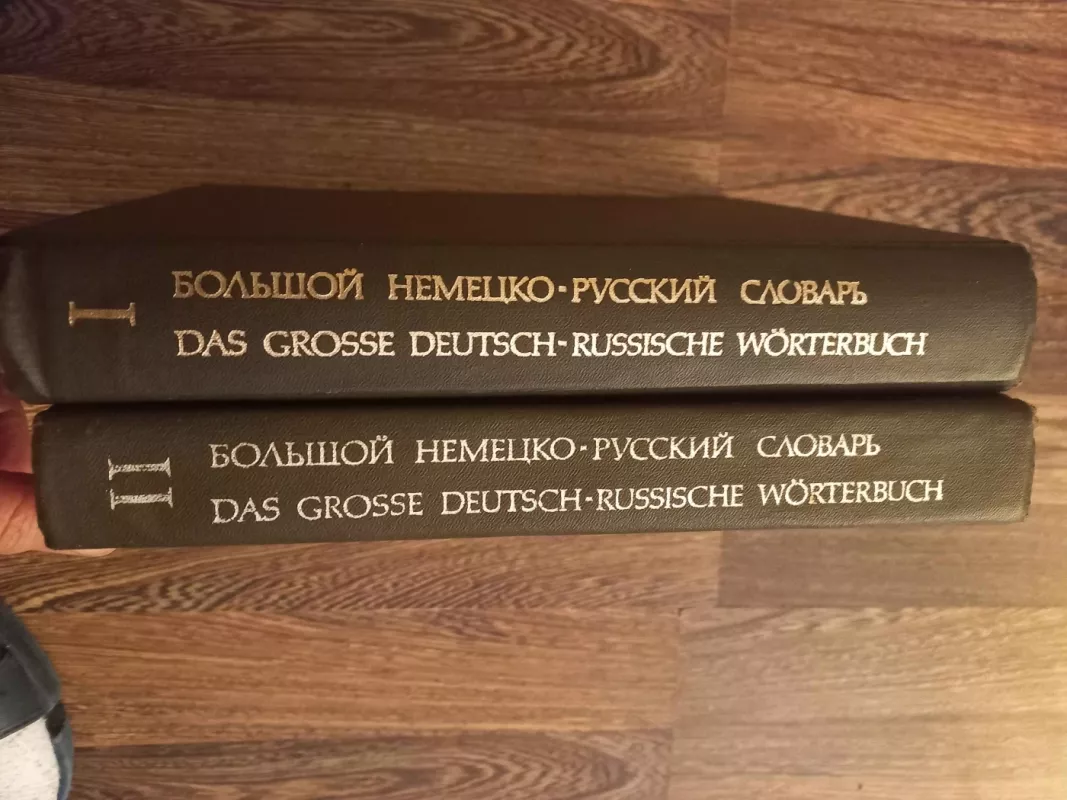 I
БОЛЬШОЙ НЕМЕЦКО-РУССКИЙ СЛОВАРЬ
DAS GROSSE DEUTSCH-RUSSISCHE WÖRTERBUCH
II
БОЛЬШОЙ НЕМЕЦКО-РУССКИЙ СЛОВАРЬ
DAS GROSSE DEUTSCH-RUSSISCHE WÖRTERBUCH